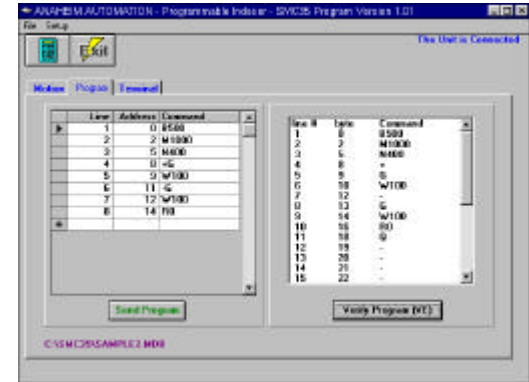 ANAHEIM AUTOMATION - Programmable Indexer - SMC35 Program Version 1.01
File Setup
Exit
The Unit is Connected
Motion Program Terminal
Line Address Command
1 0 B500
2 2 M1000
3 5 N400
4 8 +G
5 9 W100
6 11 -G
7 12 W100
8 14 R0
Send Program
line # byte Command
1 0 B500
2 2 M1000
3 5 N400
4 8 +
5 9 G
6 10 W100
7 12 -
8 13 G
9 14 W100
10 16 R0
11 18
12 19 -
13 20 -
14 21 -
15 22 -
Verify Program (VE)
C:\SMC35\SAMPLE2.MDB